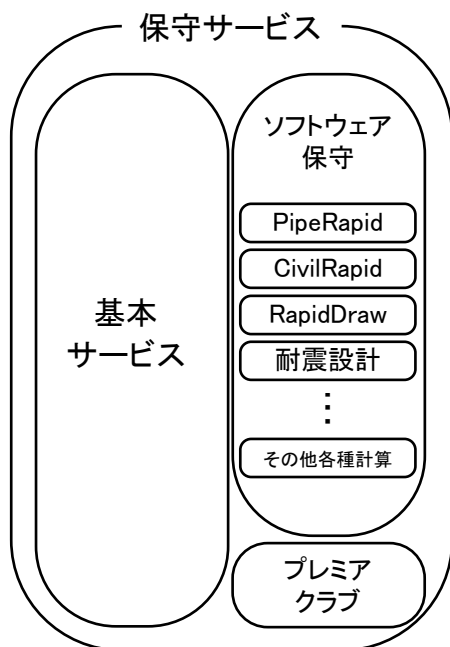 保守サービス
基本
サービス
ソフトウェア
保守
PipeRapid
CivilRapid
RapidDraw
耐震設計
⋮
その他各種計算
プレミア
クラブ